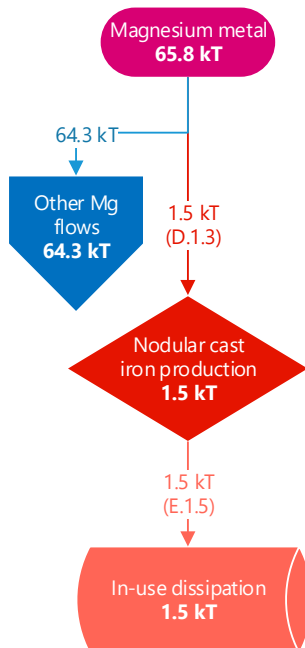 Magnesium metal
65.8 kT
64.3 kT
Other Mg
flows
64.3 kT
1.5 kT
(D.1.3)
Nodular cast
iron production
1.5 kT
1.5 kT
(E.1.5)
In-use dissipation
1.5 kT